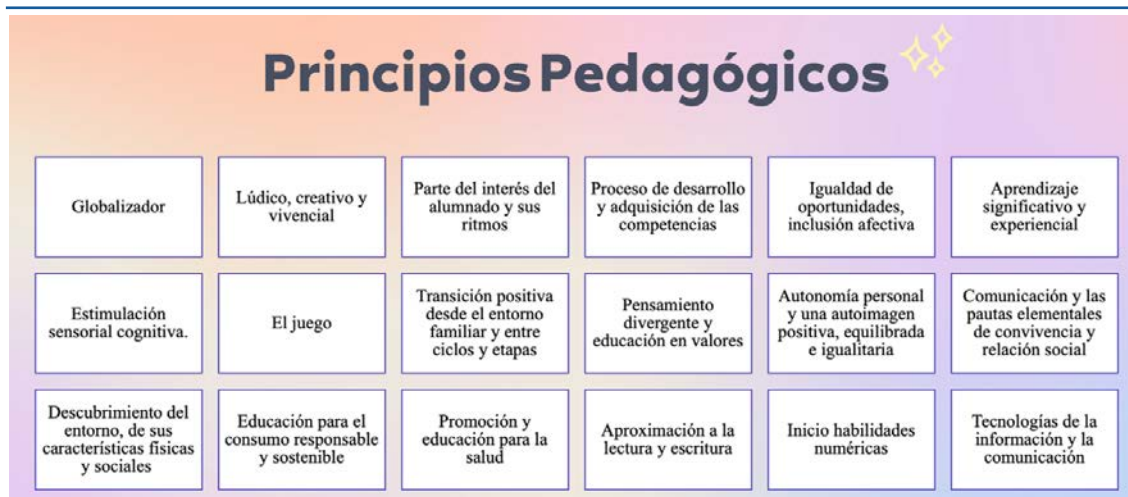 Principios Pedagógicos
Globalizador
Lúdico, creativo y
vivencial
Parte del interés del
alumnado y sus
ritmos
Proceso de desarrollo
y adquisición de las
competencias
Igualdad de
oportunidades,
inclusión afectiva
Aprendizaje
significativo y
experiencial
Estimulación
sensorial cognitiva.
El juego
Transición positiva
desde el entorno
familiar y entre
ciclos y etapas
Pensamiento
divergente y
educación en valores
Autonomía personal
y una autoimagen
positiva, equilibrada
e igualitaria
Comunicación y las
pautas elementales
de convivencia y
relación social
Descubrimiento del
entorno, de sus
características físicas
y sociales
Educación para el
consumo responsable
y sostenible
Promoción y
educación para la
salud
Aproximación a la
lectura y escritura
Inicio habilidades
numéricas
Tecnologías de la
información y la
comunicación